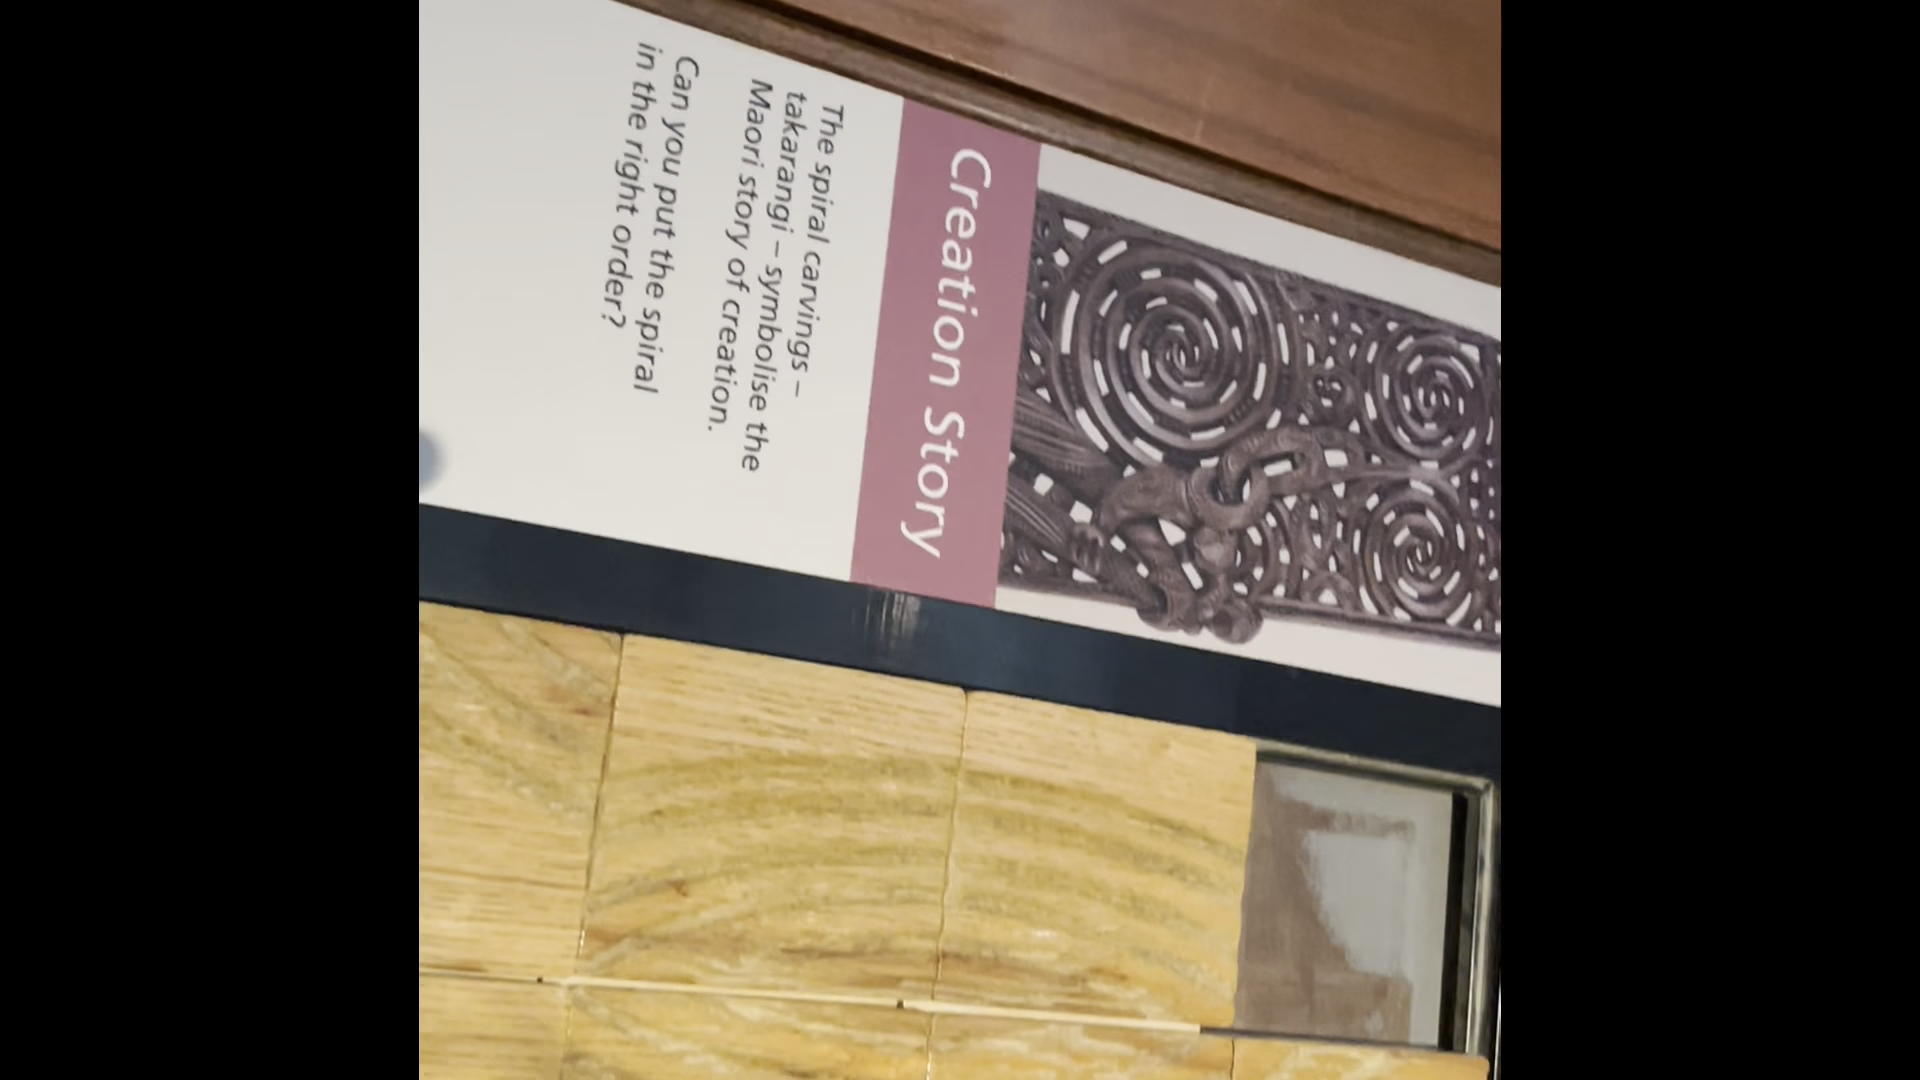 Creation Story
The spiral carvings –
takarangi – symbolise the
Maori story of creation.
Can you put the spiral
in the right order?